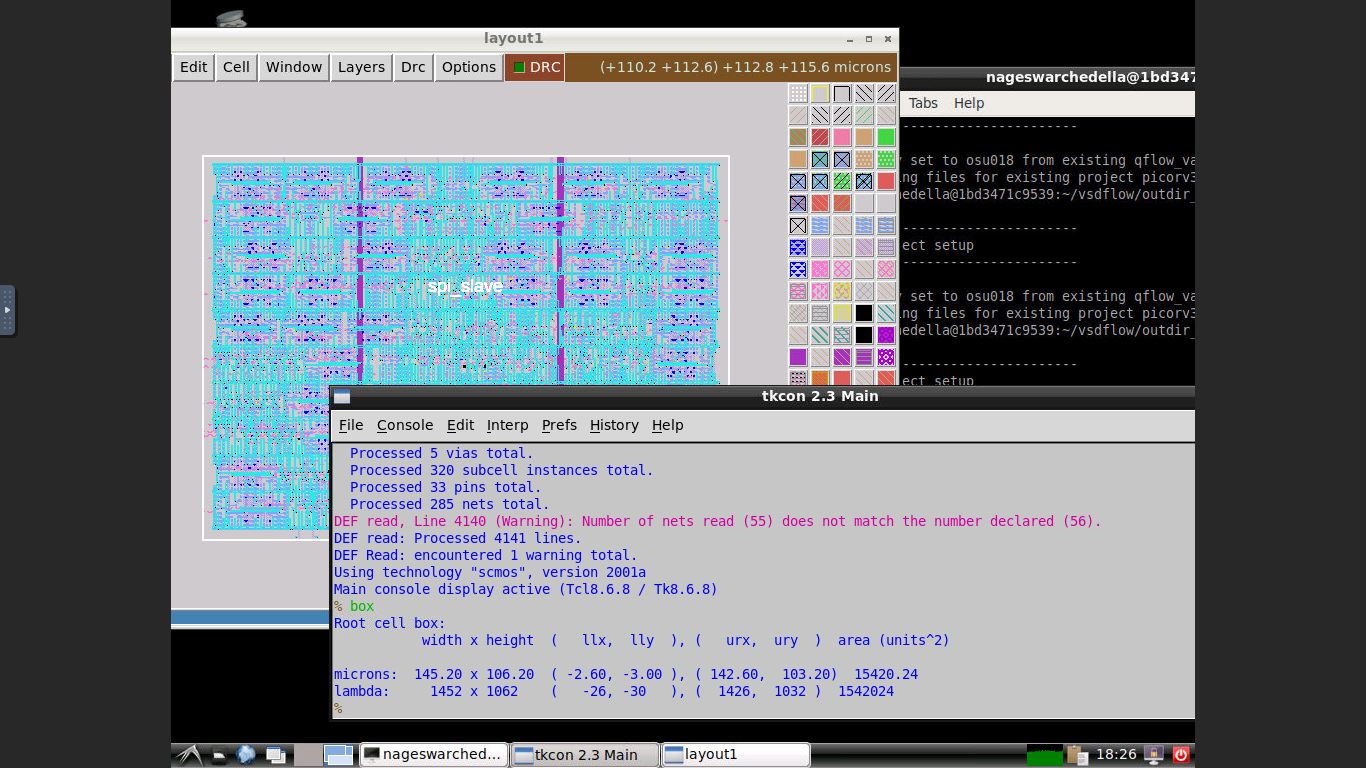 layout1
Edit Cell Window Layers Drc Options DRC (+110.2 +112.6) +112.8 +115.6 microns
spi_slave
nageswarchedella@1bd347
Tabs Help
---------------------
set to osu018 from existing qflow_va
ng files for existing project picorv3
edella@1bd3471c9539:~/vsdflow/outdir_
---------------------
ect setup
---------------------
set to osu018 from existing qflow_va
ng files for existing project picorv3
edella@1bd3471c9539:~/vsdflow/outdir_
---------------------
ect setup
tkcon 2.3 Main
File Console Edit Interp Prefs History Help
Processed 5 vias total.
Processed 320 subcell instances total.
Processed 33 pins total.
Processed 285 nets total.
DEF read, Line 4140 (Warning): Number of nets read (55) does not match the number declared (56).
DEF read: Processed 4141 lines.
DEF Read: encountered 1 warning total.
Using technology "scmos", version 2001a
Main console display active (Tcl8.6.8 / Tk8.6.8)
% box
Root cell box:
width x height ( llx, lly ), ( urx, ury ) area (units^2)
microns: 145.20 x 106.20 ( -2.60, -3.00 ), ( 142.60, 103.20) 15420.24
lambda: 1452 x 1062 ( -26, -30 ), ( 1426, 1032 ) 1542024
%
nageswarched... tkcon 2.3 Main layout1 18:26